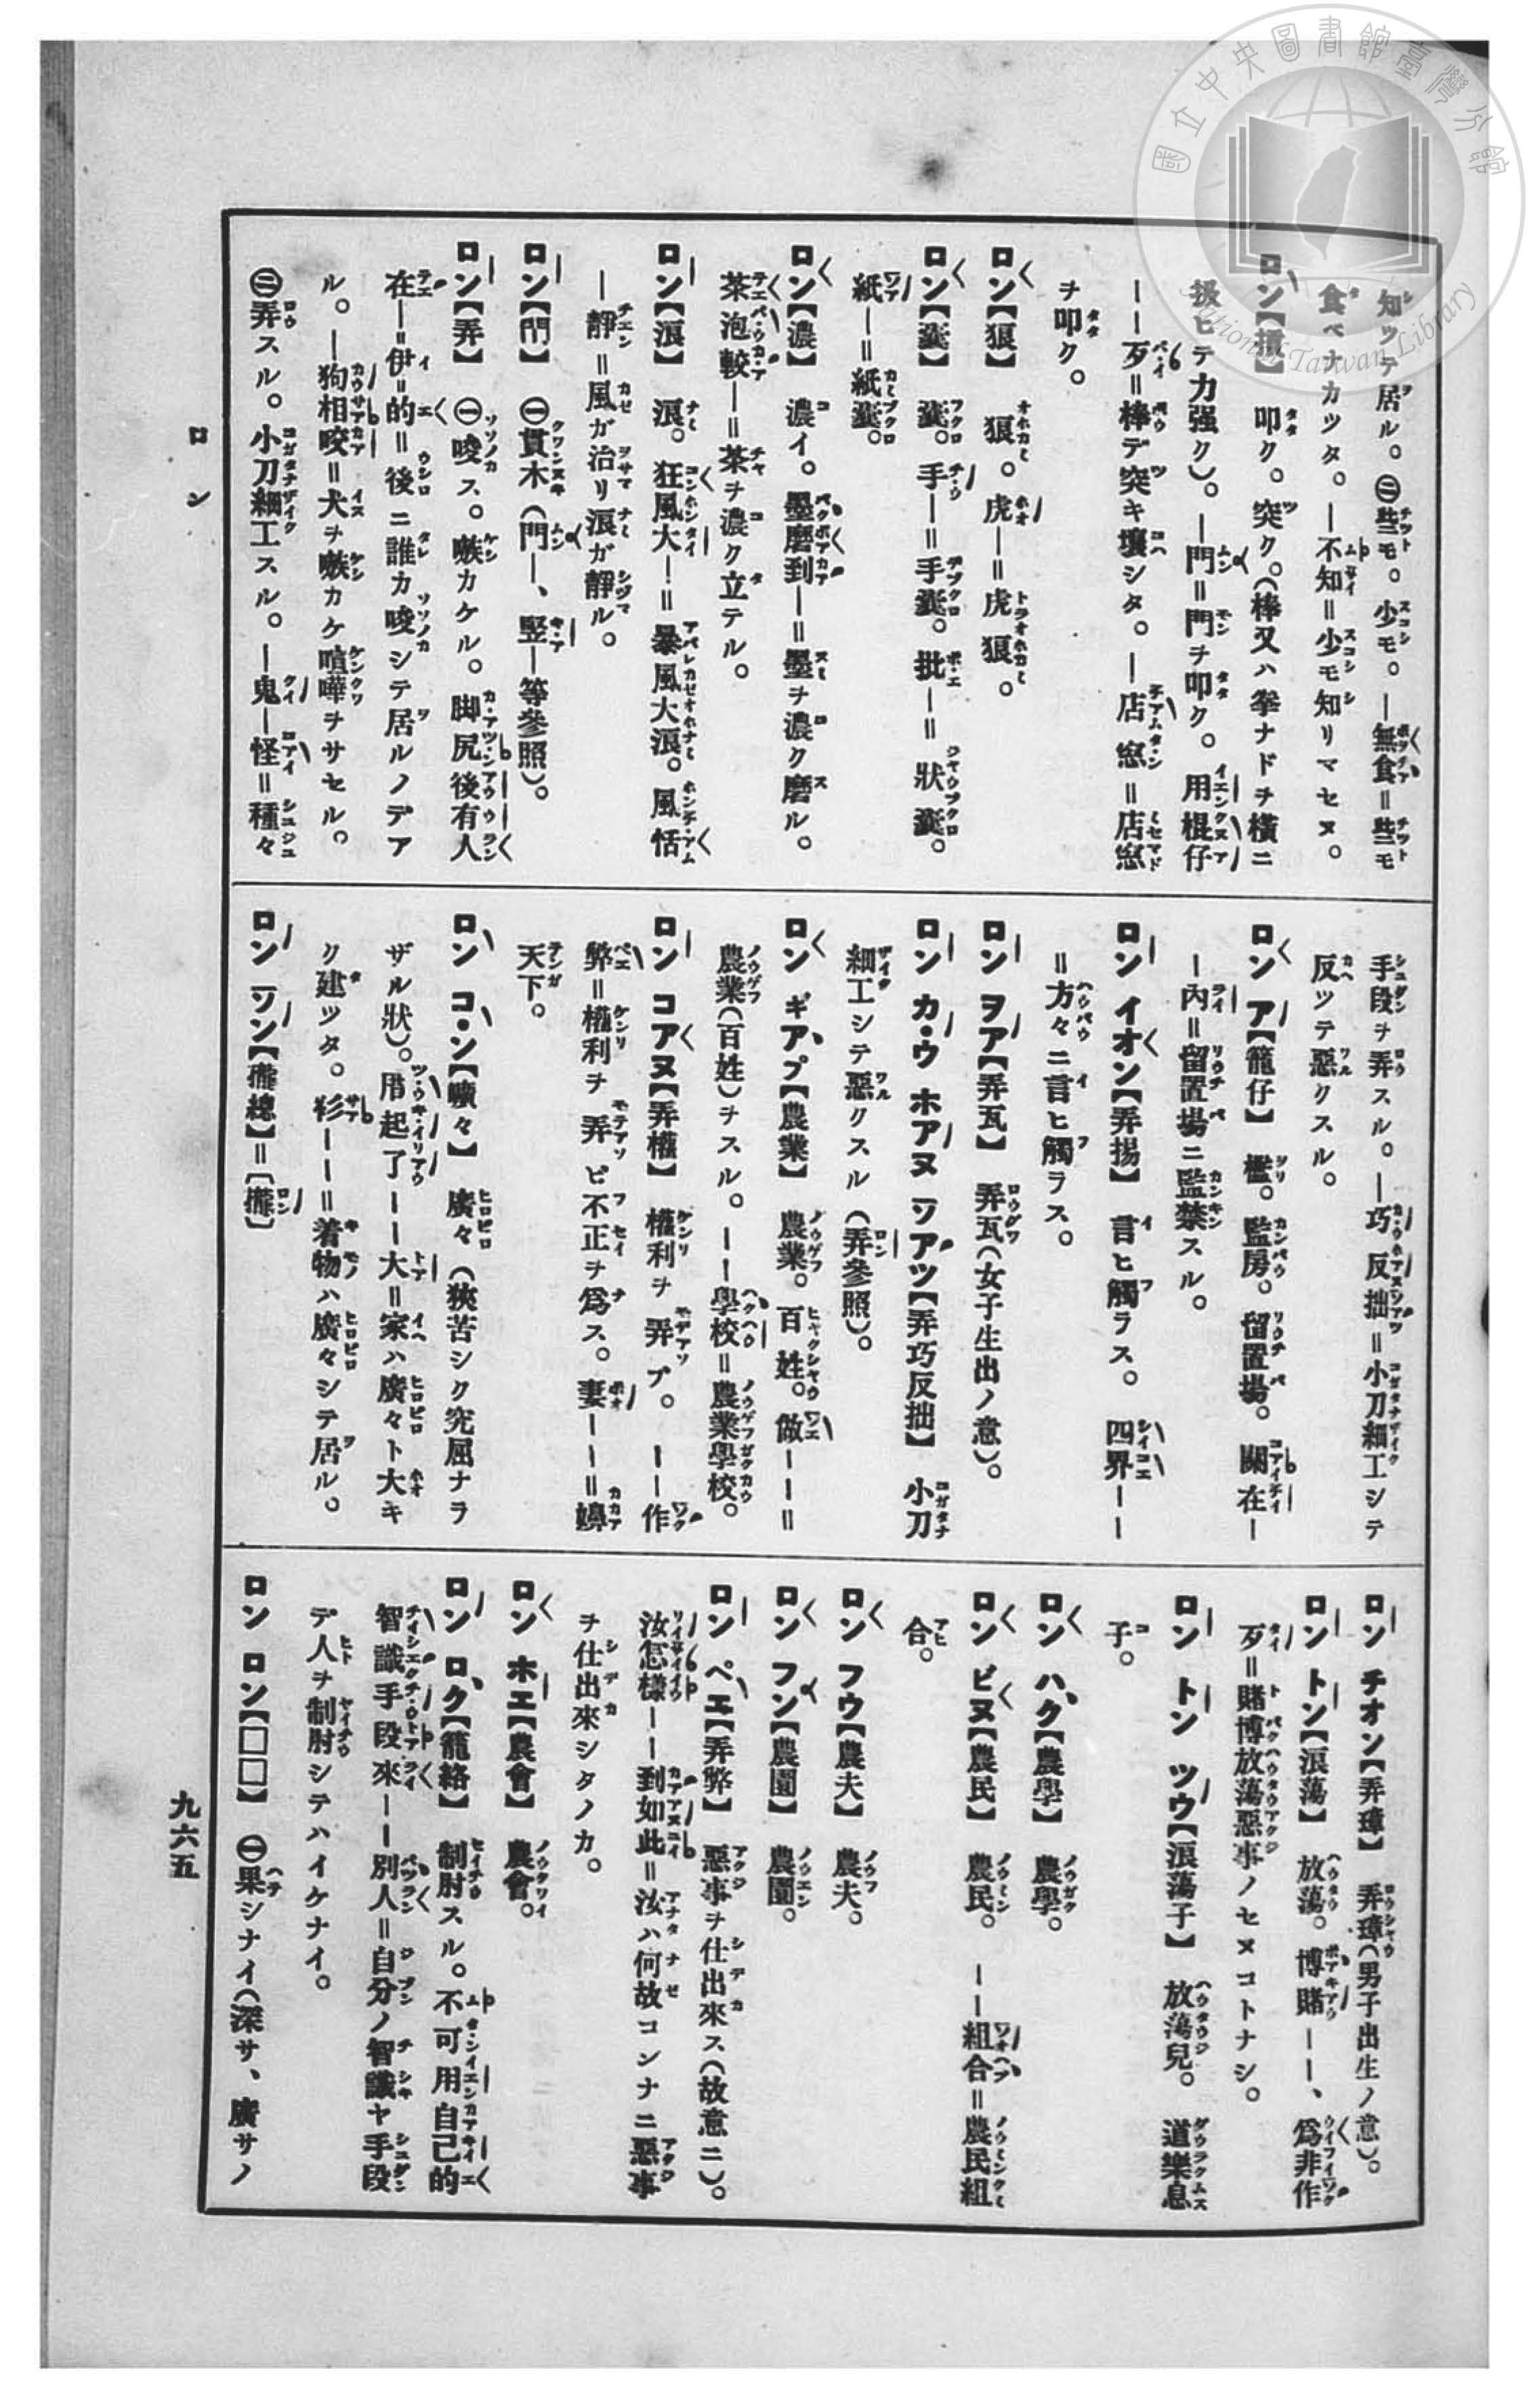 知ツテ居ル。㊁些モ。少モ。―無食＝些モ
食ベナカツタ。―不知＝少モ知リマセヌ。
叩ク。突ク。(棒又ハ拳ナドヲ橫ニ
扱ヒテ力强ク)。―門＝門ヲ叩ク。用棍仔
――歹＝棒デ突キ壞シタ。―店窓＝店窓
ヲ叩ク。
ロン【狼】 狼。虎―＝虎狼。
ロン【囊】 囊。手―＝手囊。批―＝狀囊。
紙―＝紙囊。
ロン【濃】 濃イ。墨磨到―＝墨ヲ濃ク磨ル。
茶泡較―＝茶ヲ濃ク立テル。
ロン【浪】 浪。狂風大―＝暴風大浪。風恬
―靜＝風ガ治リ浪ガ靜ル。
ロン【閂】 ㊀貫木(門―、竪―等參照)。
ロン【弄】 ㊀唆ス。嗾カケル。脚尻後有人
在―＝伊＝的＝後ニ誰カ唆シテ居ルノデア
ル。―狗相咬＝犬ヲ嗾カケ喧嘩ヲサセル。
㊁弄スル。小刀細工スル。―鬼―怪＝種々
手段ヲ弄スル。―巧反拙＝小刀細工シテ
反ツテ惡クスル。
ロン ア【籠仔】 檻。監房。留置場。關在―
―內＝留置場ニ監禁スル。
ロン イオン【弄揚】 言ヒ觸ラス。四界――
＝方々ニ言ヒ觸ラス。
ロン ヲア【弄瓦】 弄瓦(女子生出ノ意)。
ロン カ・ウ ホアヌ ツアツ【弄巧反拙】 小刀
細工シテ惡クスル(弄參照)。
ロン ギアプ【農業】 農業。百姓。做――＝
農業(百姓)ヲスル。――學校＝農業學校。
ロン コアヌ【弄權】 權利ヲ弄プ。――作
弊＝權利ヲ弄ビ不正ヲ爲ス。妻――＝嬶
天下。
ロン コ・ン【曠々】 廣々(狹苦シク窮屈ナラ
ザル狀)。厝起了――大＝家ハ廣々ト大キ
ク建ツタ。衫――＝着物ハ廣々シテ居ル。
ロン ツン【攏總】＝〔攏〕
ロン チオン【弄璋】 弄璋(男子出生ノ意)。
ロン トン【浪蕩】 放蕩。博賭――、爲非作
歹＝賭博放蕩惡事ノセヌコトナシ。
ロン トン ツウ【浪蕩子】 放蕩兒。道樂息
子。
ロン ハク【農學】 農學。
ロン ビヌ【農民】 農民。――組合＝農民組
合。
ロン フウ【農夫】 農夫。
ロン フン【農園】 農園。
ロン ペエ【弄弊】 惡事ヲ仕出來ス(故意ニ)。
汝怎樣――到如此＝汝ハ何故コンナニ惡事
ヲ仕出來シタノカ。
ロン ホエ【農會】 農會。
ロン ロク【籠絡】 制肘スル。不可用自己的
智識手段來――別人＝自分ノ智識ヤ手段
デ人ヲ制肘シテハイケナイ。
ロン ロン【□□】 ㊀果シナイ(深サ、廣サノ
ロン
九六五
國立中央圖書館臺灣分館
National Taiwan Library